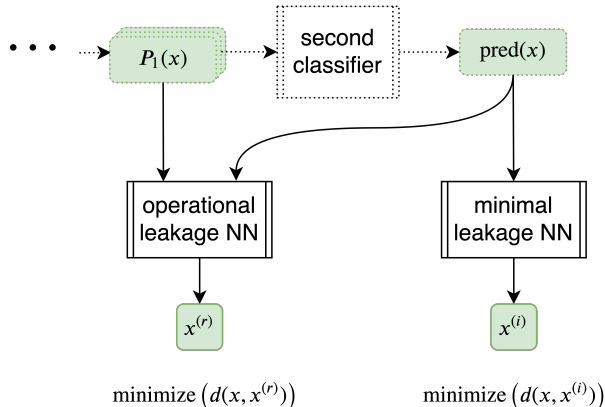 • • •
P₁(x)
second
classifier
pred(x)
operational
leakage NN
minimal
leakage NN
x⁽ʳ⁾
x⁽ⁱ⁾
minimize (d(x, x⁽ʳ⁾))
minimize (d(x, x⁽ⁱ⁾))